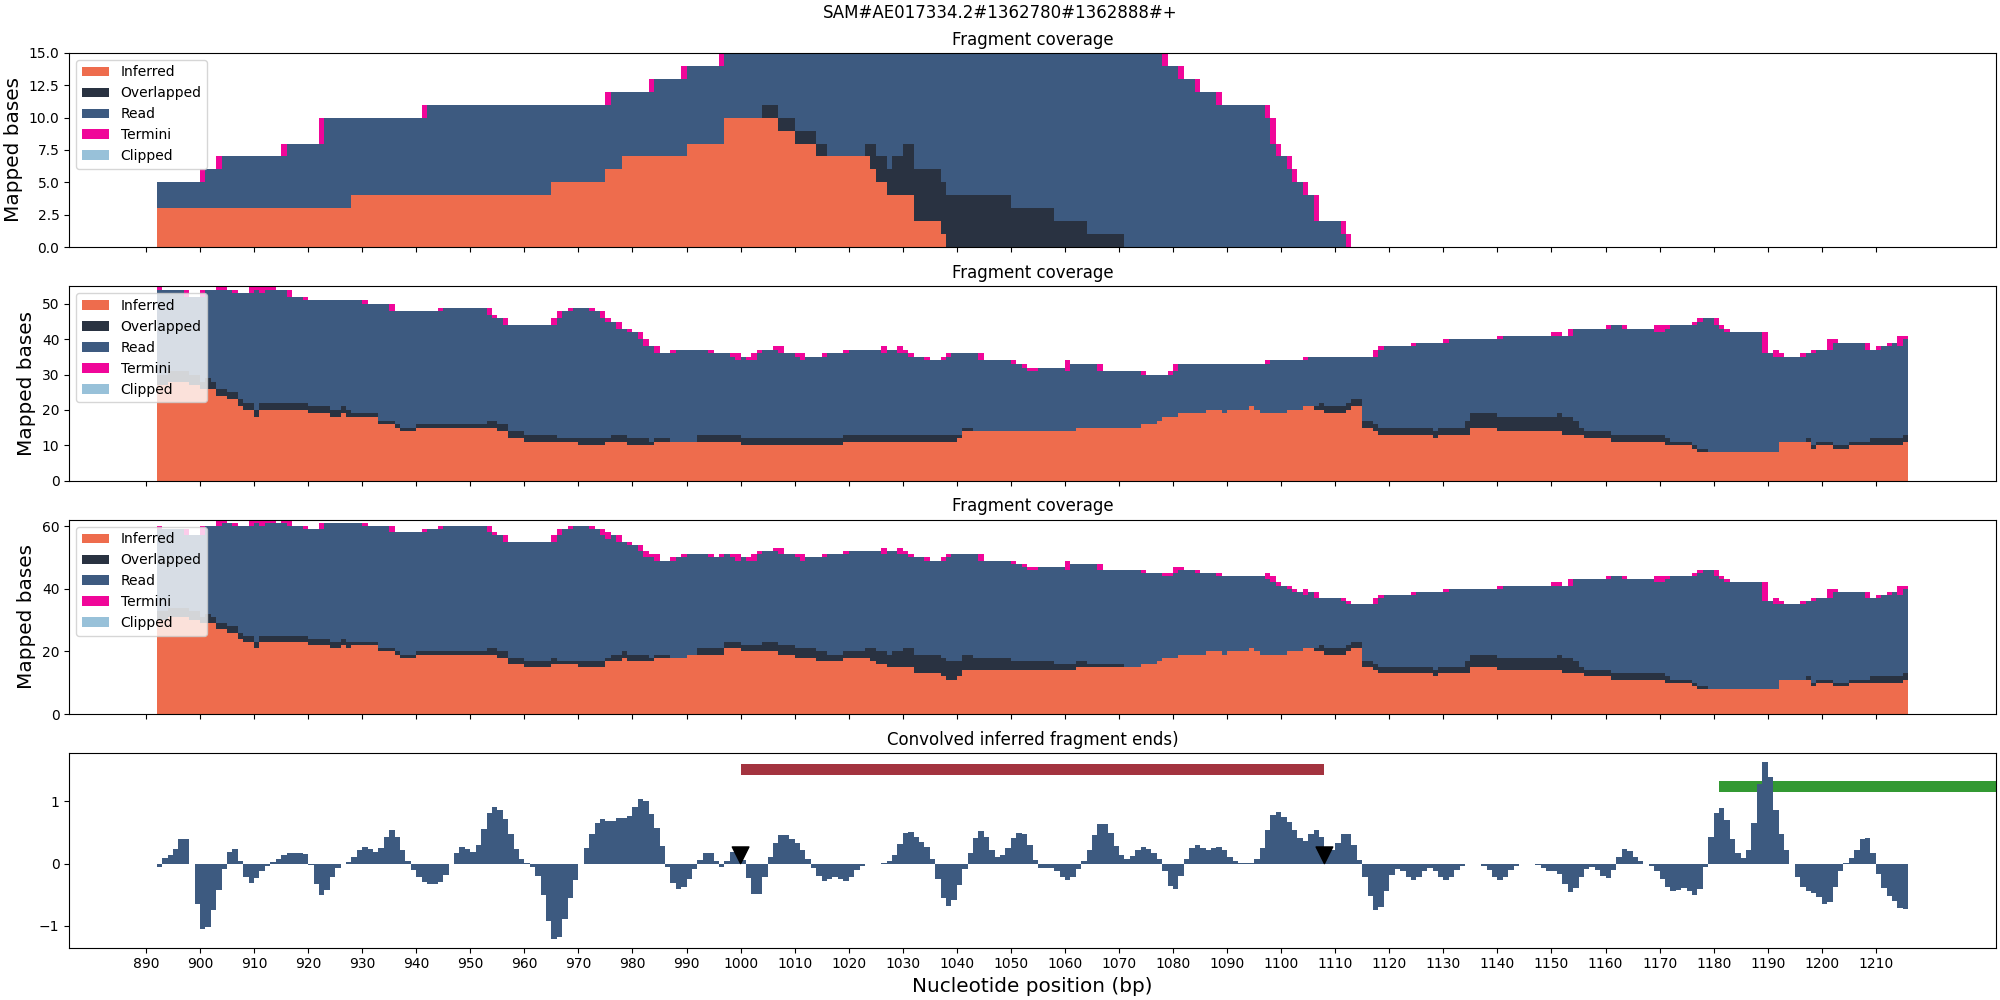 SAM#AE017334.2#1362780#1362888#+
Fragment coverage
Mapped bases
15.0
12.5
10.0
7.5
5.0
2.5
0.0
Inferred
Overlapped
Read
Termini
Clipped
Fragment coverage
Mapped bases
50
40
30
20
10
0
Inferred
Overlapped
Read
Termini
Clipped
Fragment coverage
Mapped bases
60
40
20
0
Inferred
Overlapped
Read
Termini
Clipped
Convolved inferred fragment ends)
1
0
−1
890 900 910 920 930 940 950 960 970 980 990 1000 1010 1020 1030 1040 1050 1060 1070 1080 1090 1100 1110 1120 1130 1140 1150 1160 1170 1180 1190 1200 1210
Nucleotide position (bp)